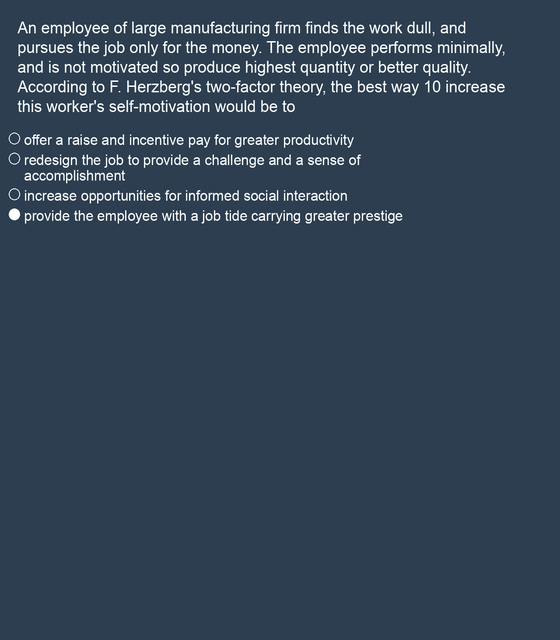 An employee of large manufacturing firm finds the work dull, and
pursues the job only for the money. The employee performs minimally,
and is not motivated so produce highest quantity or better quality.
According to F. Herzberg's two-factor theory, the best way 10 increase
this worker's self-motivation would be to
offer a raise and incentive pay for greater productivity
redesign the job to provide a challenge and a sense of
accomplishment
increase opportunities for informed social interaction
provide the employee with a job tide carrying greater prestige